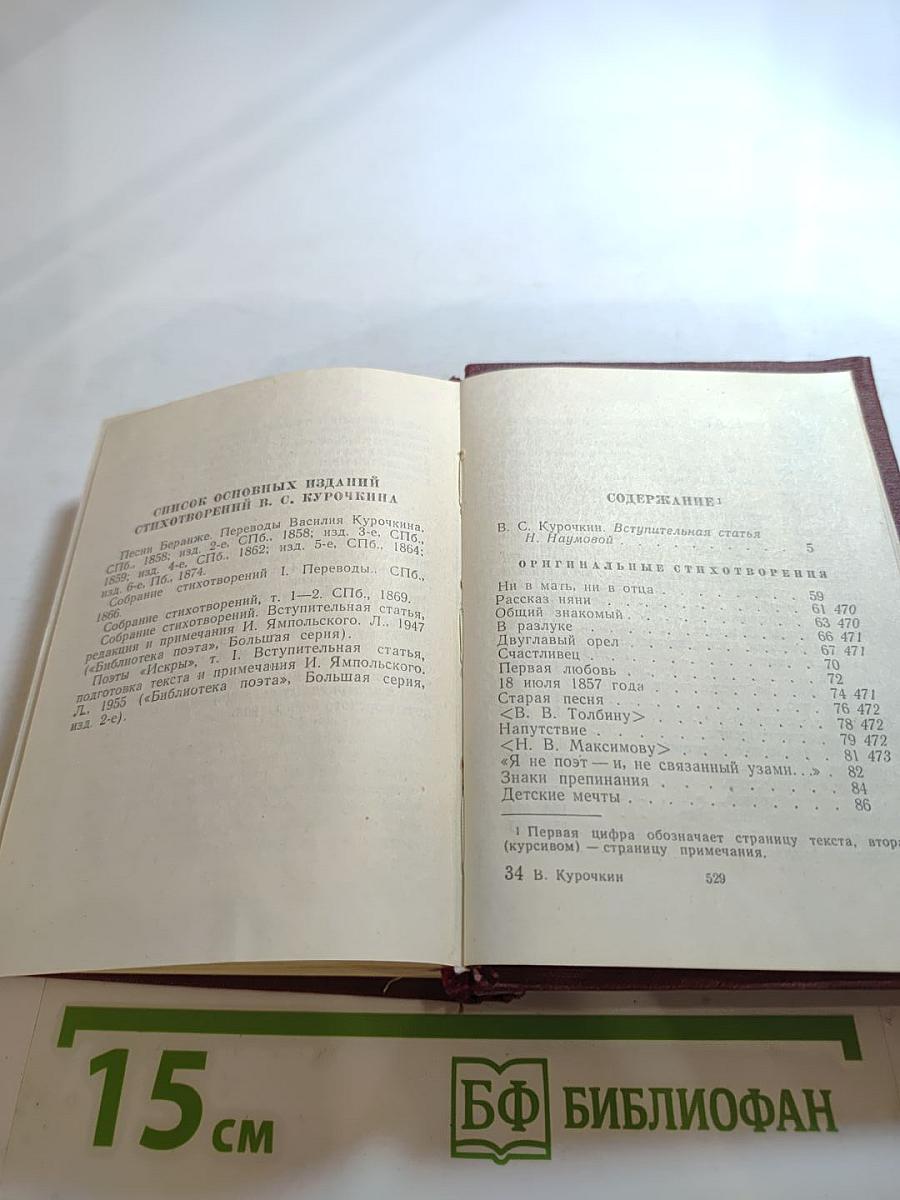 СПИСОК ОСНОВНЫХ ИЗДАНИЙ
СТИХОТВОРЕНИЙ В. С. КУРОЧКИНА
Песни Беранже. Переводы Василия Курочкина.
СПб., 1858; изд. 2-е, СПб., 1858; изд. 3-е, СПб.,
1859; изд. 4-е, СПб., 1862; изд. 5-е, СПб., 1864;
изд. 6-е, Пб., 1874.
Собрание стихотворений I. Переводы.. СПб.,
1866.
Собрание стихотворений, т. 1—2. СПб., 1869.
Собрание стихотворений. Вступительная статья,
редакция и примечания И. Ямпольского. Л., 1947
(«Библиотека поэта», Большая серия).
Поэты «Искры», т. I. Вступительная статья,
подготовка текста и примечания И. Ямпольского.
Л., 1955 («Библиотека поэта», Большая серия,
изд. 2-е).
СОДЕРЖАНИЕ¹
В. С. Курочкин. Вступительная статья
Н. Наумовой . . . . . . . . . . . 5
ОРИГИНАЛЬНЫЕ СТИХОТВОРЕНИЯ
Ни в мать, ни в отца . . . . . . . . 59
Рассказ няни . . . . . . . . . . . 61 470
Общий знакомый . . . . . . . . . . 63 470
В разлуке . . . . . . . . . . . . 66 471
Двуглавый орел . . . . . . . . . . 67 471
Счастливец . . . . . . . . . . . . 70
Первая любовь . . . . . . . . . . 72
18 июля 1857 года . . . . . . . . . 74 471
Старая песня . . . . . . . . . . . 76 472
<В. В. Толбину> . . . . . . . . . . 78 472
Напутствие . . . . . . . . . . . . 79 472
<Н. В. Максимову> . . . . . . . . . 81 473
«Я не поэт — и, не связанный узами...» . 82
Знаки препинания . . . . . . . . . 84
Детские мечты . . . . . . . . . . 86
¹ Первая цифра обозначает страницу текста, втора
(курсивом) — страницу примечания.
34 В. Курочкин 529
15 см
БФ БИБЛИОФАН